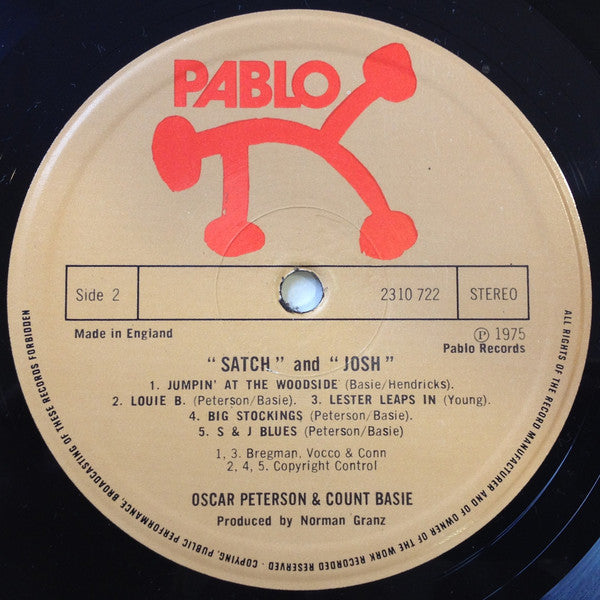 PABLO
Side 2
2310 722
STEREO
Made in England
Ⓟ 1975
Pablo Records
"SATCH" and "JOSH"
1. JUMPIN' AT THE WOODSIDE (Basie/Hendricks).
2. LOUIE B. (Peterson/Basie). 3. LESTER LEAPS IN (Young).
4. BIG STOCKINGS (Peterson/Basie).
5. S & J BLUES (Peterson/Basie)
1, 3. Bregman, Vocco & Conn
2, 4, 5. Copyright Control
OSCAR PETERSON & COUNT BASIE
Produced by Norman Granz
ALL RIGHTS OF THE RECORD MANUFACTURER AND OF OWNER OF THE WORK RECORDED RESERVED. COPYING, PUBLIC PERFORMANCE, BROADCASTING OF THESE RECORDS FORBIDDEN